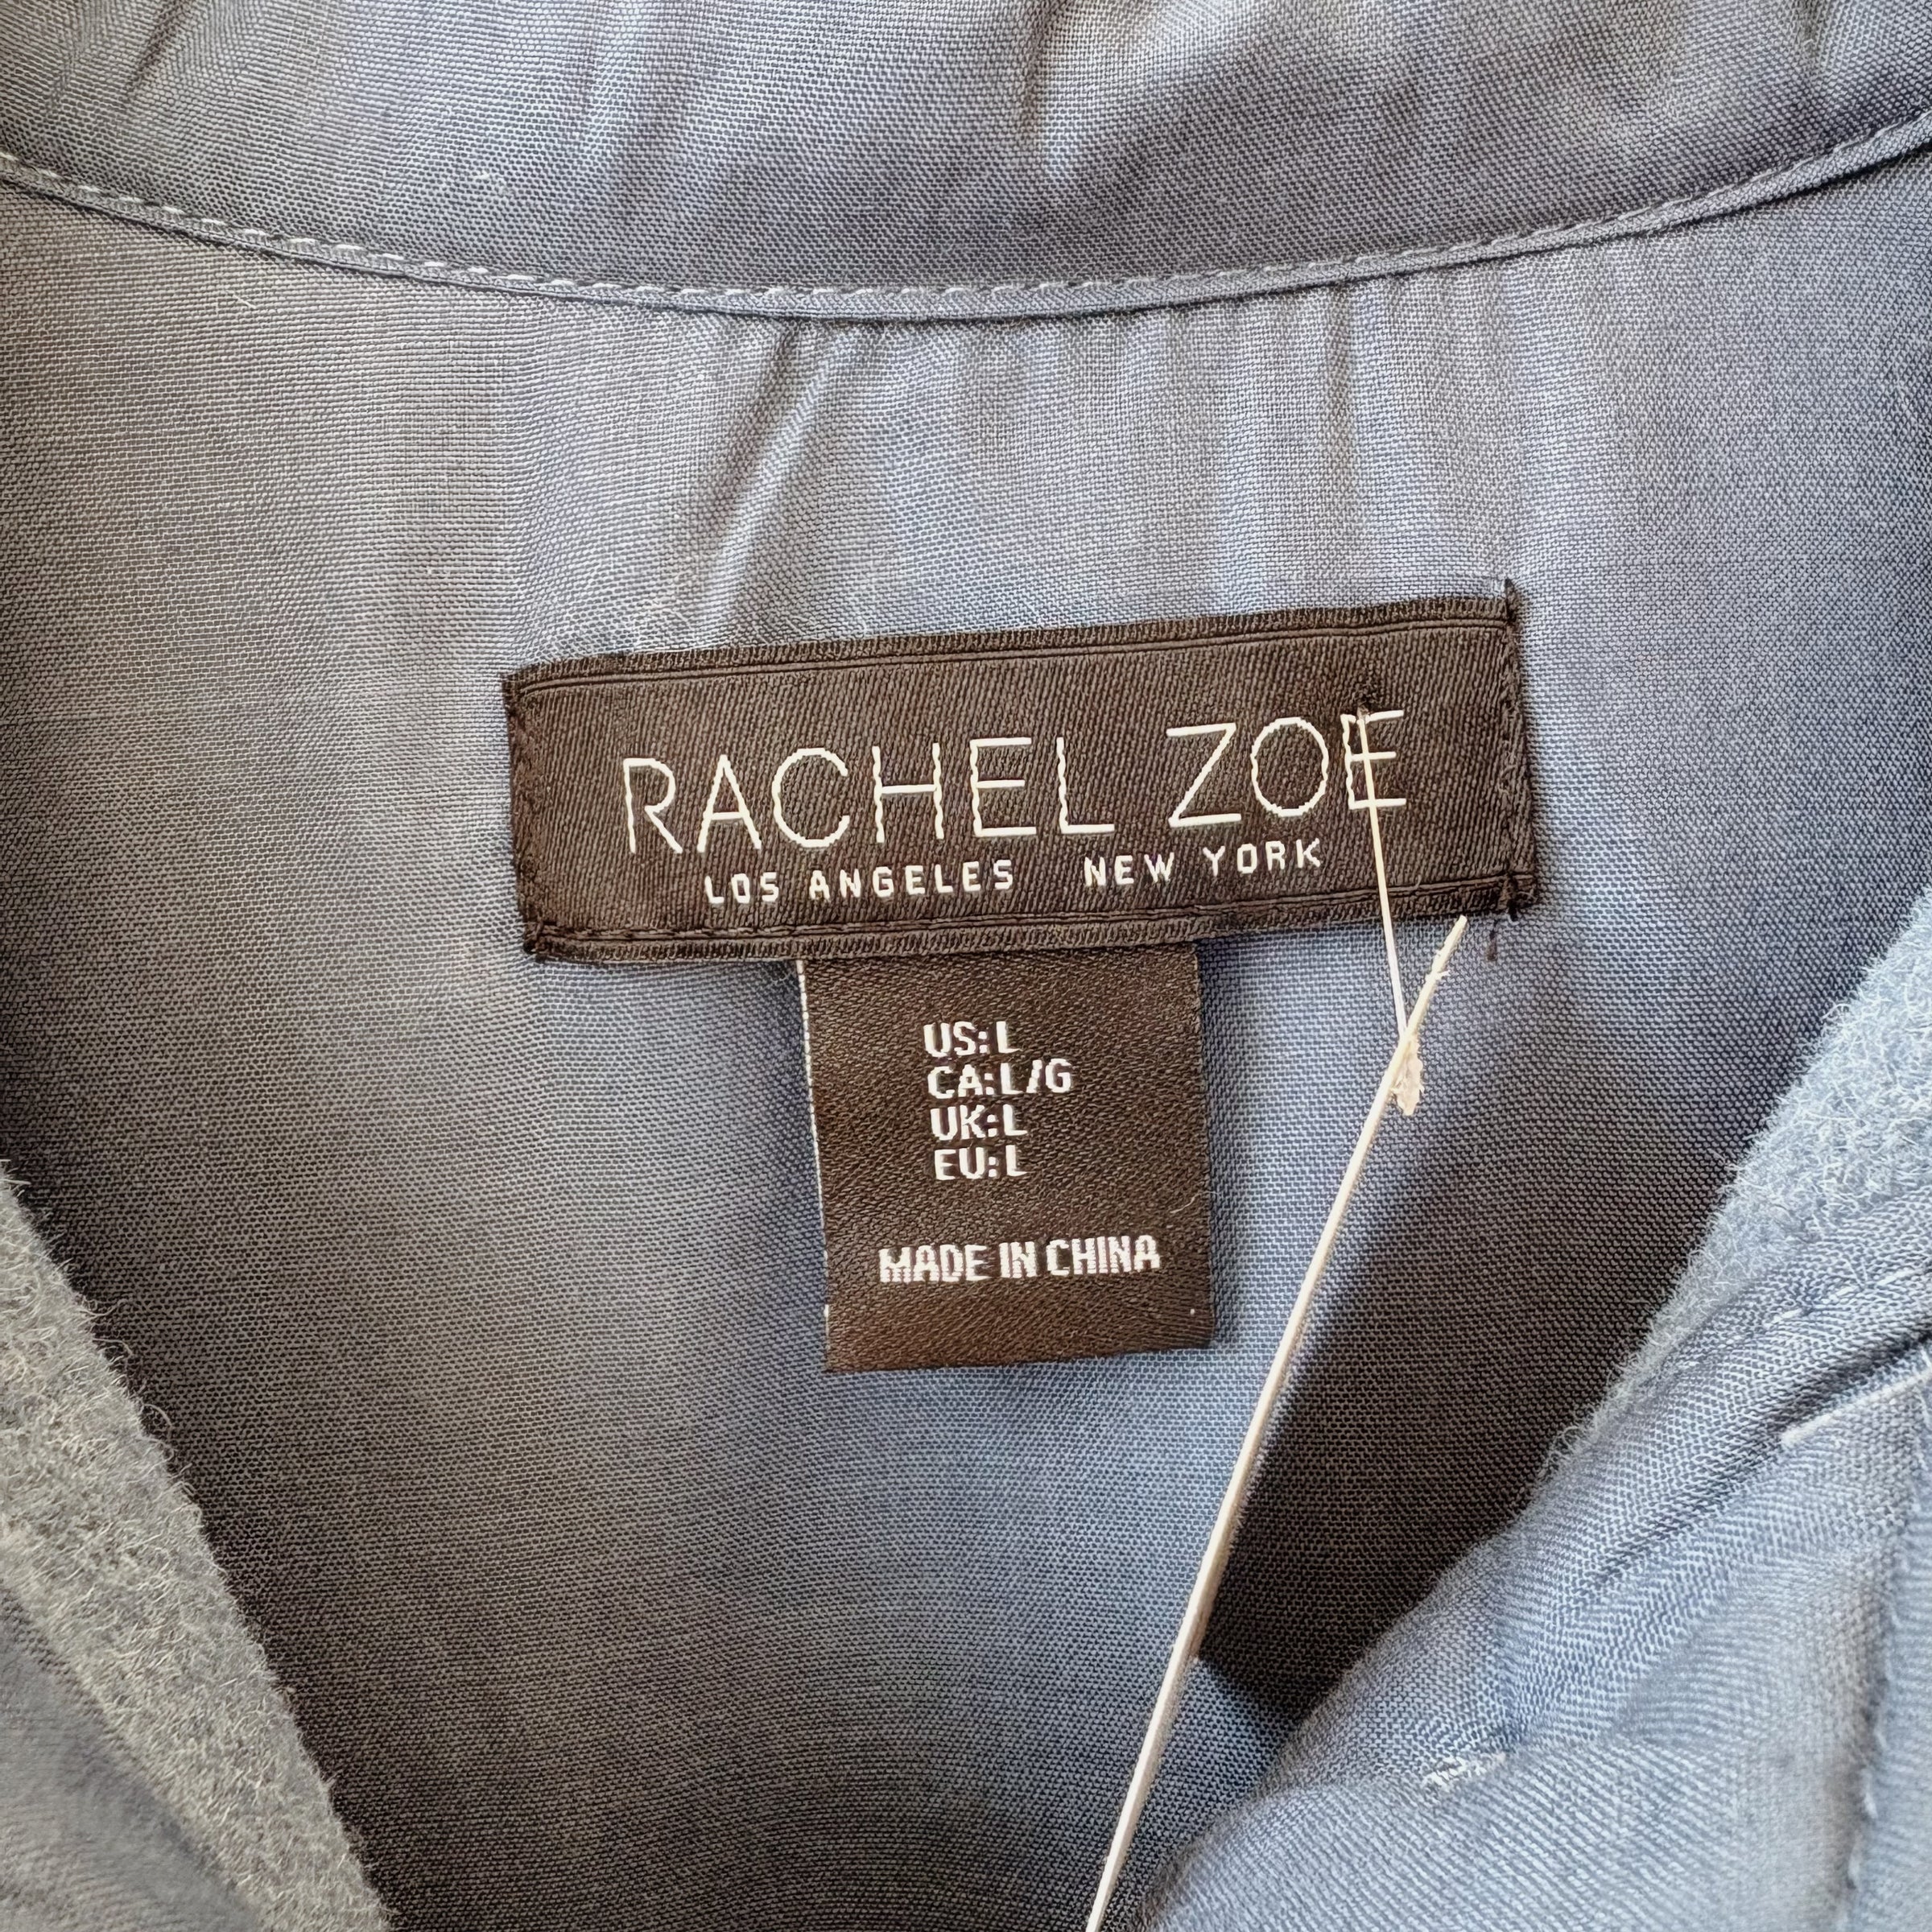 RACHEL ZOE
LOS ANGELES NEW YORK
US: L
CA: L/G
UK: L
EU: L
MADE IN CHINA